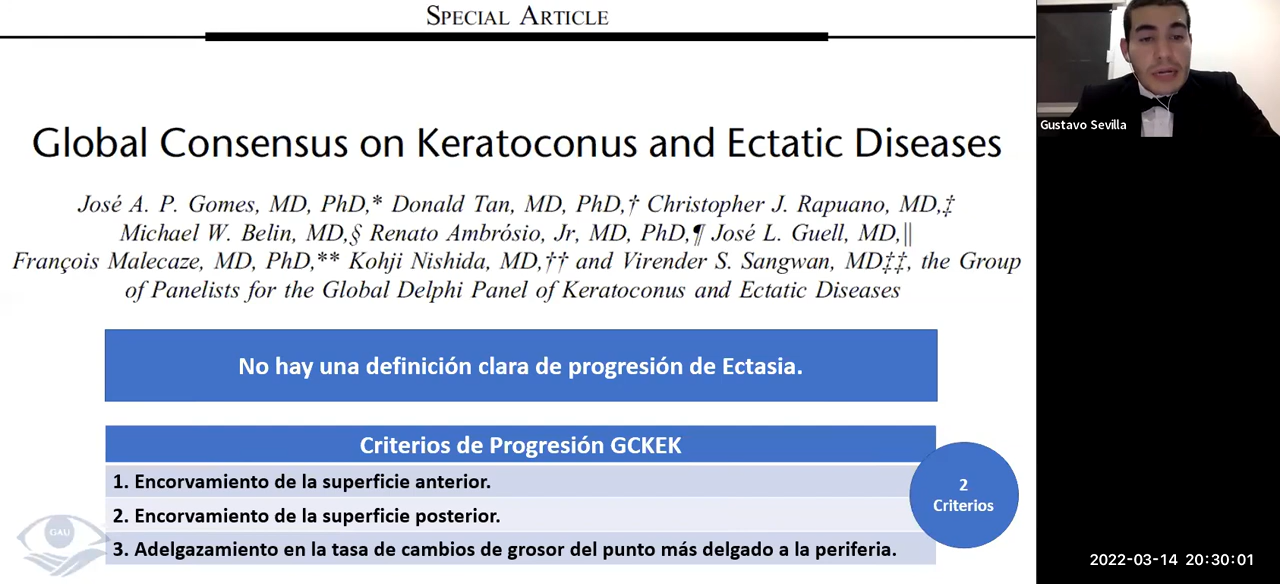 SPECIAL ARTICLE
Global Consensus on Keratoconus and Ectatic Diseases
José A. P. Gomes, MD, PhD,* Donald Tan, MD, PhD,† Christopher J. Rapuano, MD,‡
Michael W. Belin, MD,§ Renato Ambrósio, Jr, MD, PhD,¶ José L. Guell, MD,||
François Malecaze, MD, PhD,** Kohji Nishida, MD,†† and Virender S. Sangwan, MD‡‡, the Group
of Panelists for the Global Delphi Panel of Keratoconus and Ectatic Diseases
No hay una definición clara de progresión de Ectasia.
Criterios de Progresión GCKEK
1. Encorvamiento de la superficie anterior.
2. Encorvamiento de la superficie posterior.
3. Adelgazamiento en la tasa de cambios de grosor del punto más delgado a la periferia.
2
Criterios
GAU
Gustavo Sevilla
2022-03-14 20:30:01